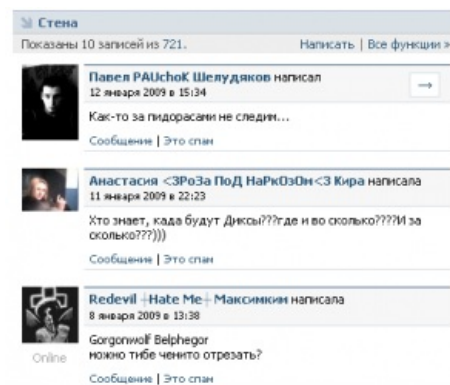 Стена
Показаны 10 записей из 721. Написать | Все функции »
Павел PAUchoK Шелудяков написал
12 января 2009 в 15:34
→
Как-то за пидорасами не следим...
Сообщение | Это спам
Анастасия <3РоЗа ПоД НаРкОзОм<3 Кира написала
11 января 2009 в 22:23
Хто знает, када будут Диксы???где и во сколько????И за
сколько???)))
Сообщение | Это спам
Redevil ┼Hate Me┼ Максимким написала
8 января 2009 в 13:38
Gorgonwolf Belphegor
можно тибе ченито отрезать?
Online
Сообщение | Это спам